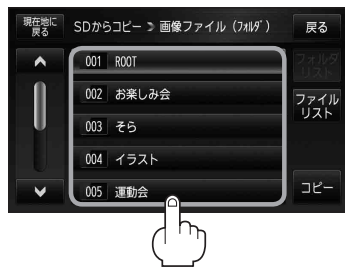 現在地に
戻る
SDからコピー 画像ファイル（フォルダ）
戻る
001 ROOT
002 お楽しみ会
003 そら
004 イラスト
005 運動会
フォルダ
リスト
ファイル
リスト
コピー